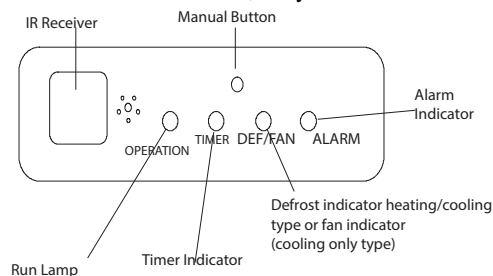 Manual Button
IR Receiver
Alarm
Indicator
OPERATION
TIMER
DEF/FAN
ALARM
Defrost indicator heating/cooling
type or fan indicator
(cooling only type)
Timer Indicator
Run Lamp